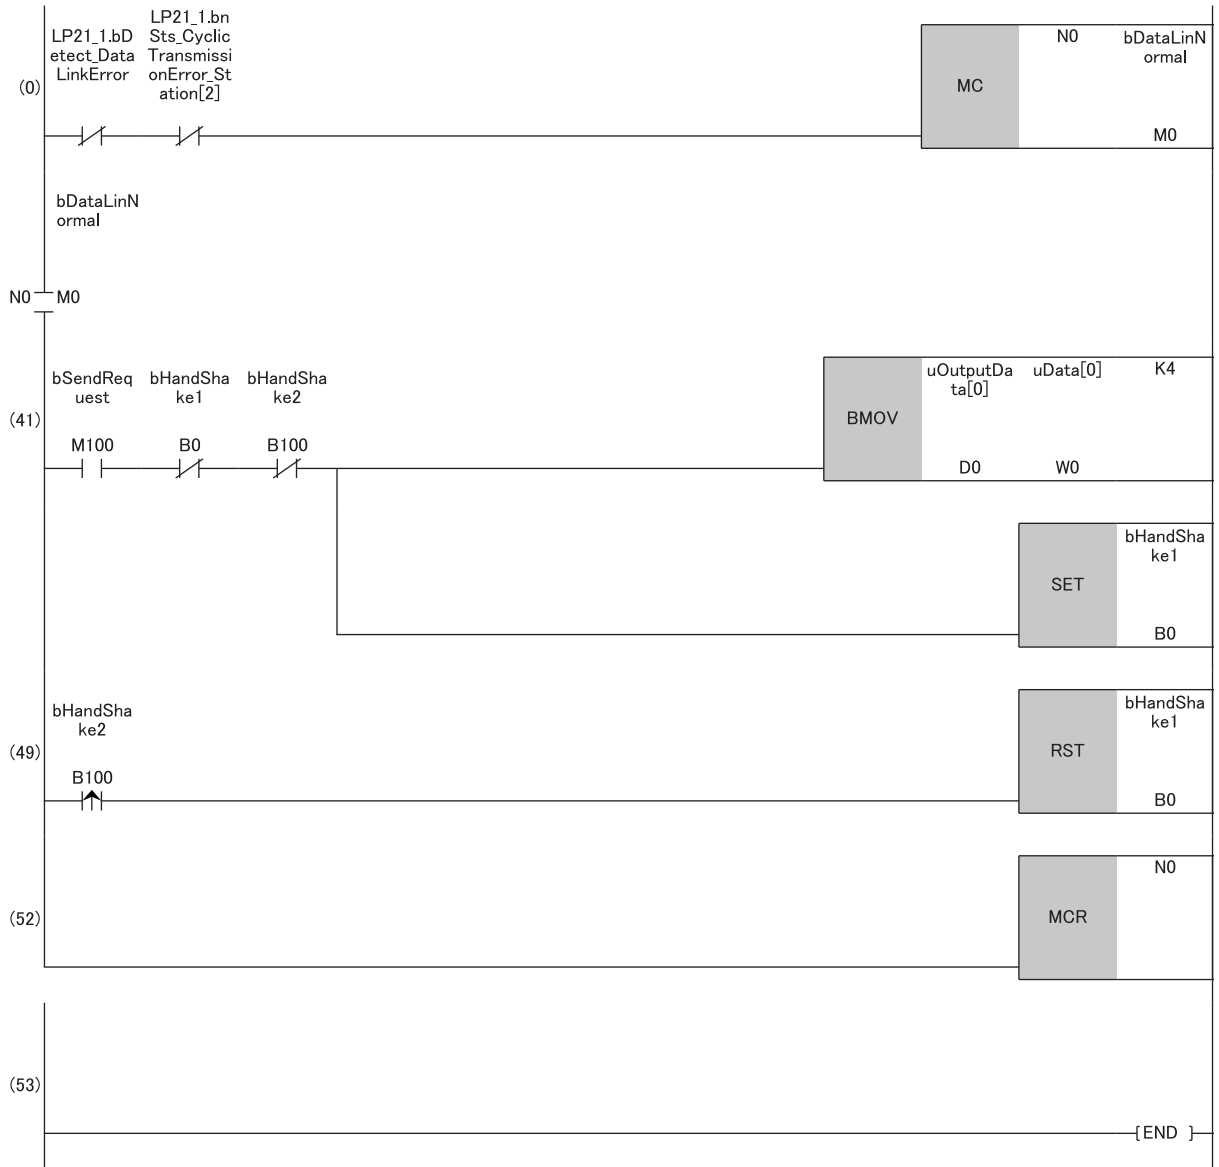 LP21_1.bD
etect_Data
LinkError
LP21_1.bn
Sts_Cyclic
Transmissi
onError_St
ation[2]
(0)
MC
N0
bDataLinN
ormal
M0
bDataLinN
ormal
N0
M0
(41)
bSendReq
uest
M100
bHandSha
ke1
B0
bHandSha
ke2
B100
BMOV
uOutputDa
ta[0]
D0
uData[0]
W0
K4
SET
bHandSha
ke1
B0
(49)
bHandSha
ke2
B100
RST
bHandSha
ke1
B0
(52)
MCR
N0
(53)
[END ]